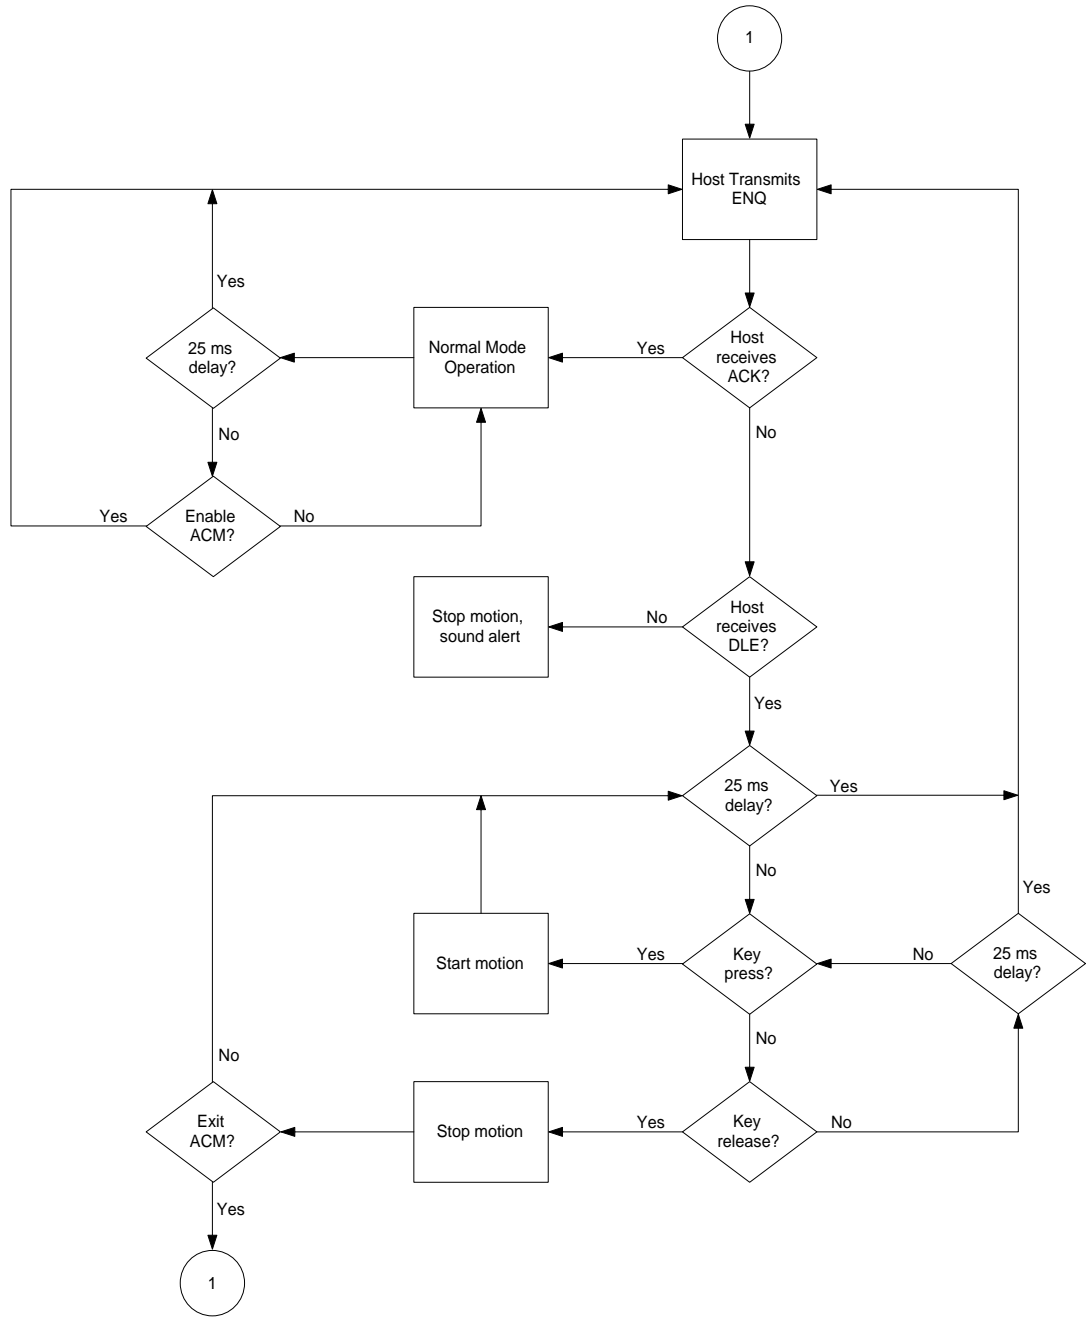 1
Host Transmits
ENQ
Yes
25 ms
delay?
Normal Mode
Operation
Yes
Host
receives
ACK?
No
No
Yes
Enable
ACM?
No
Stop motion,
sound alert
No
Host
receives
DLE?
Yes
25 ms
delay?
Yes
No
Yes
Start motion
Yes
Key
press?
No
25 ms
delay?
No
No
Exit
ACM?
Stop motion
Yes
Key
release?
No
Yes
1